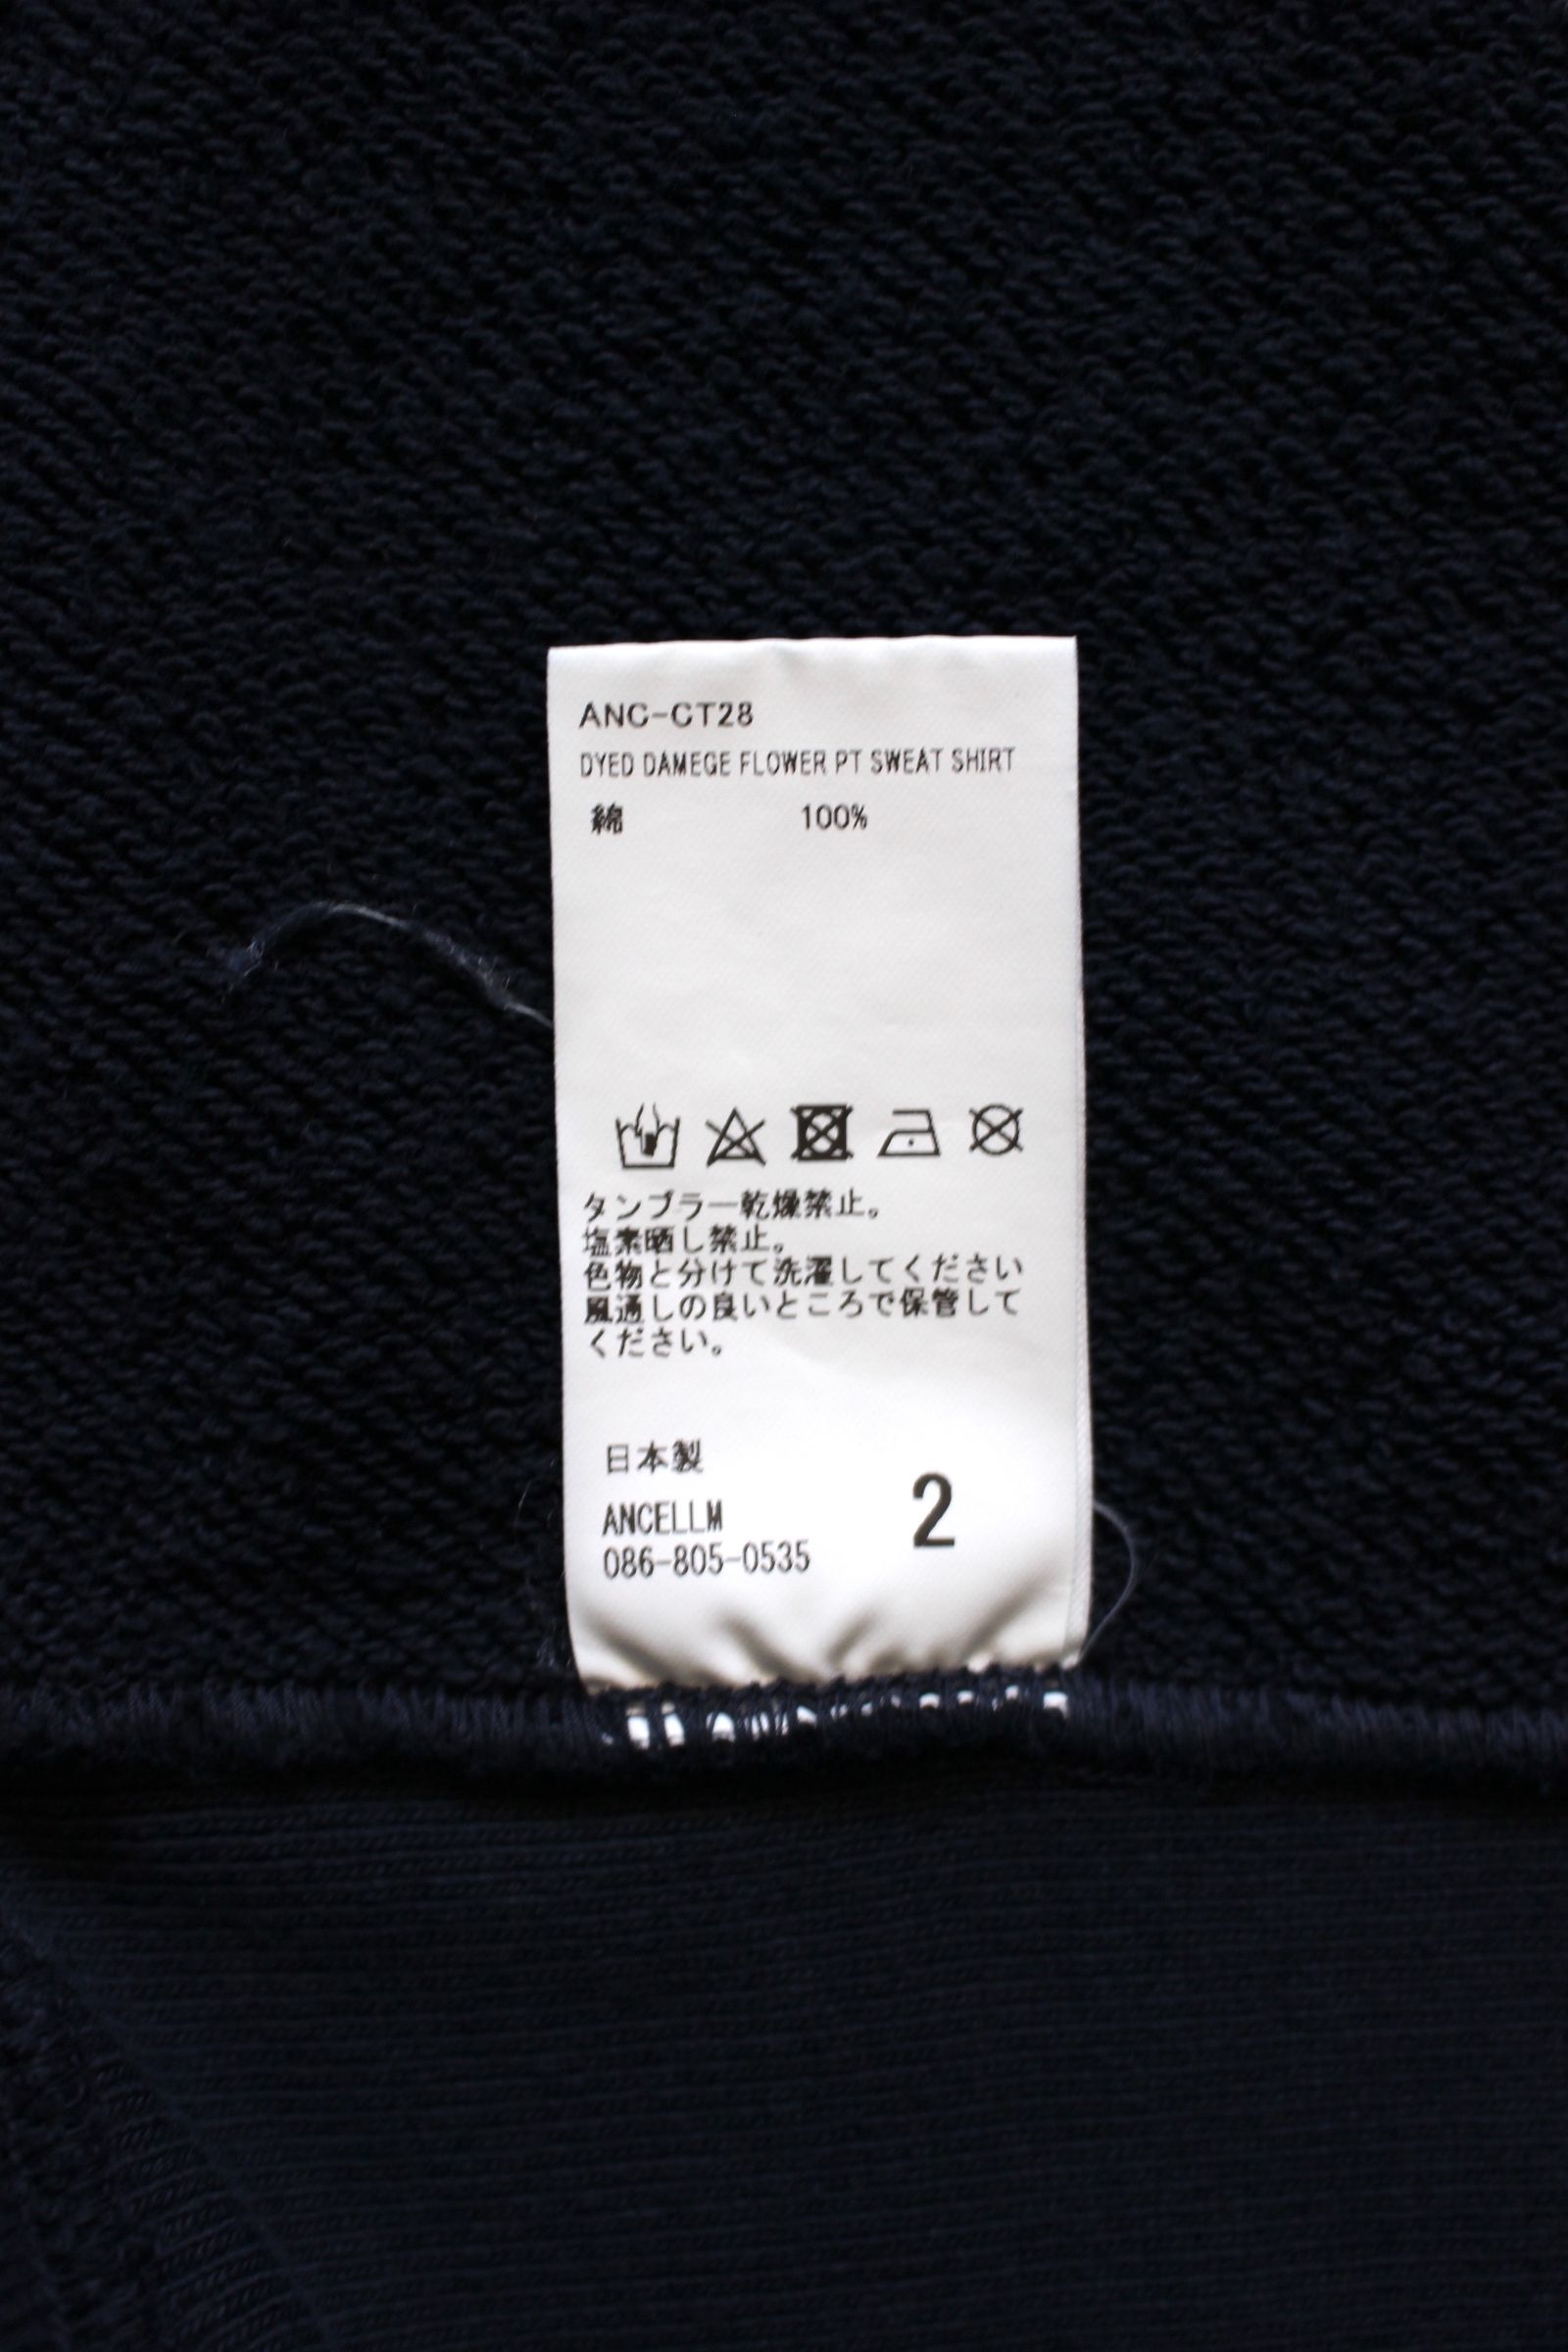 ANC-CT28
DYED DAMEGE FLOWER PT SWEAT SHIRT
綿 100%
タンブラー乾燥禁止。
塩素晒し禁止。
色物と分けて洗濯してください
風通しの良いところで保管して
ください。
日本製
ANCELLM
086-805-0535
2